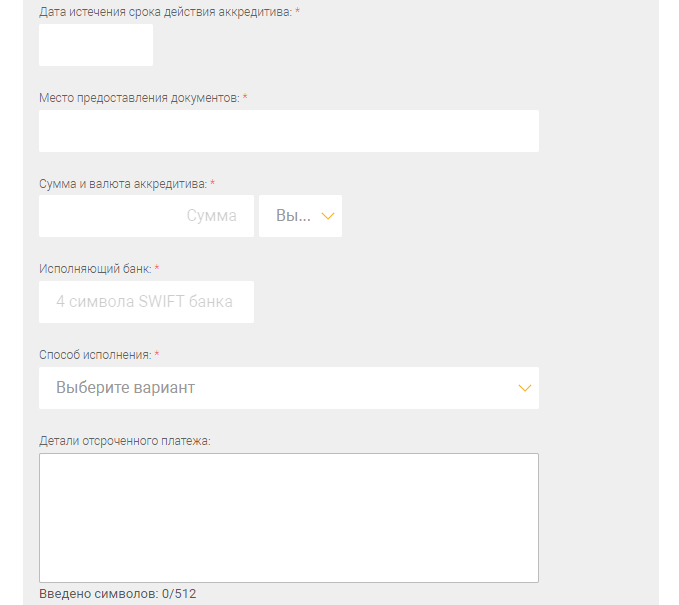 Дата истечения срока действия аккредитива: *
Место предоставления документов: *
Сумма и валюта аккредитива: *
Сумма Вы...
Исполняющий банк: *
4 символа SWIFT банка
Способ исполнения: *
Выберите вариант
Детали отсроченного платежа:
Введено символов: 0/512